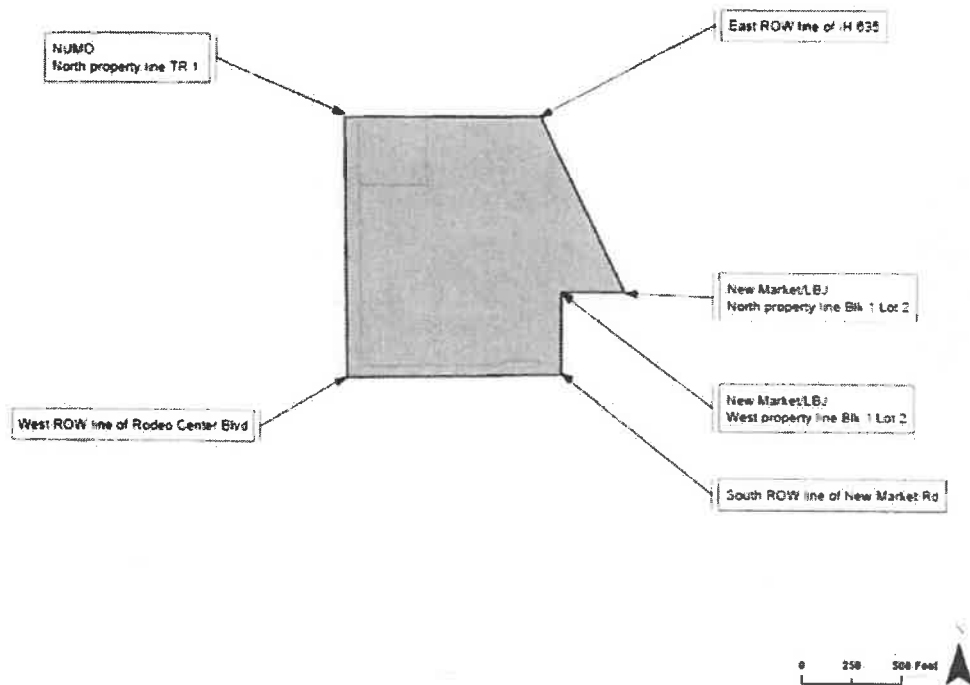 NUMO
North property line TR 1
East ROW line of IH 635
New Market/LBJ
North property line Blk 1 Lot 2
New Market/LBJ
West property line Blk 1 Lot 2
West ROW line of Rodeo Center Blvd
South ROW line of New Market Rd
0 250 500 Feet
N